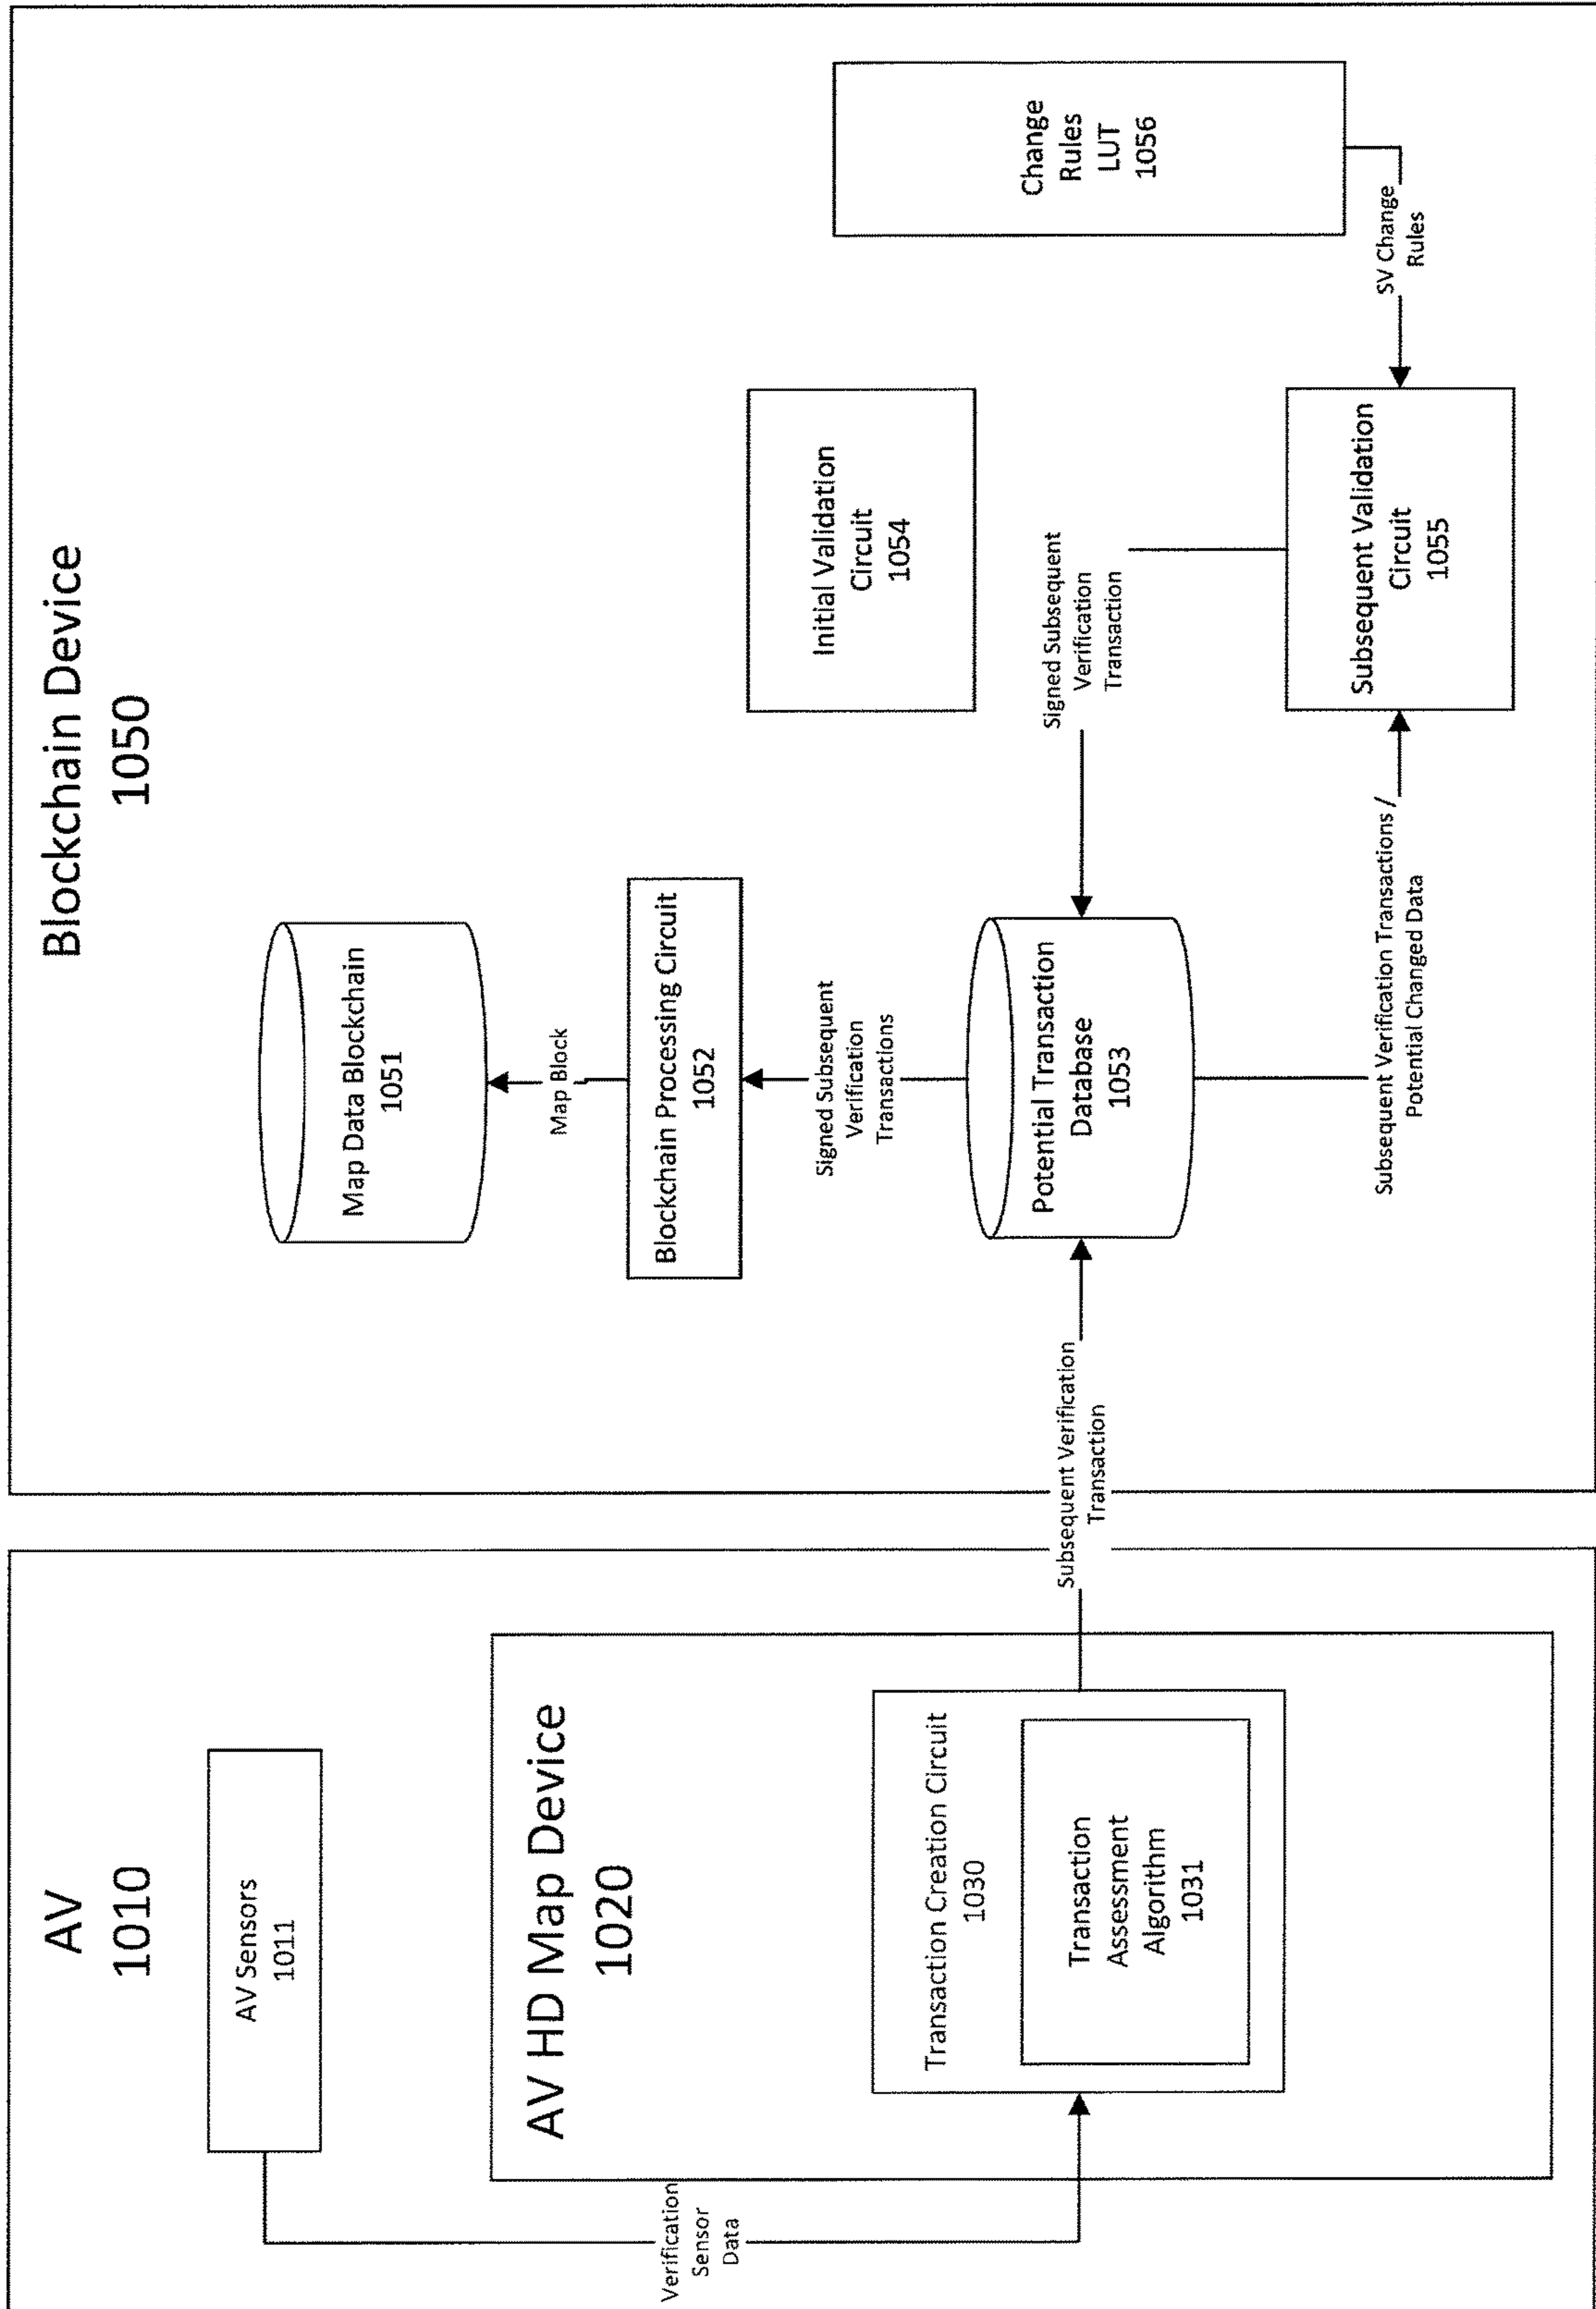 AV
1010
AV Sensors
1011
Verification
Sensor
Data
AV HD Map Device
1020
Transaction Creation Circuit
1030
Transaction
Assessment
Algorithm
1031
Subsequent Verification
Transaction
Blockchain Device
1050
Map Data Blockchain
1051
Map Block
Blockchain Processing Circuit
1052
Signed Subsequent
Verification
Transactions
Potential Transaction
Database
1053
Subsequent Verification Transactions /
Potential Changed Data
Signed Subsequent
Verification
Transaction
Initial Validation
Circuit
1054
Subsequent Validation
Circuit
1055
Change
Rules
LUT
1056
SV Change
Rules